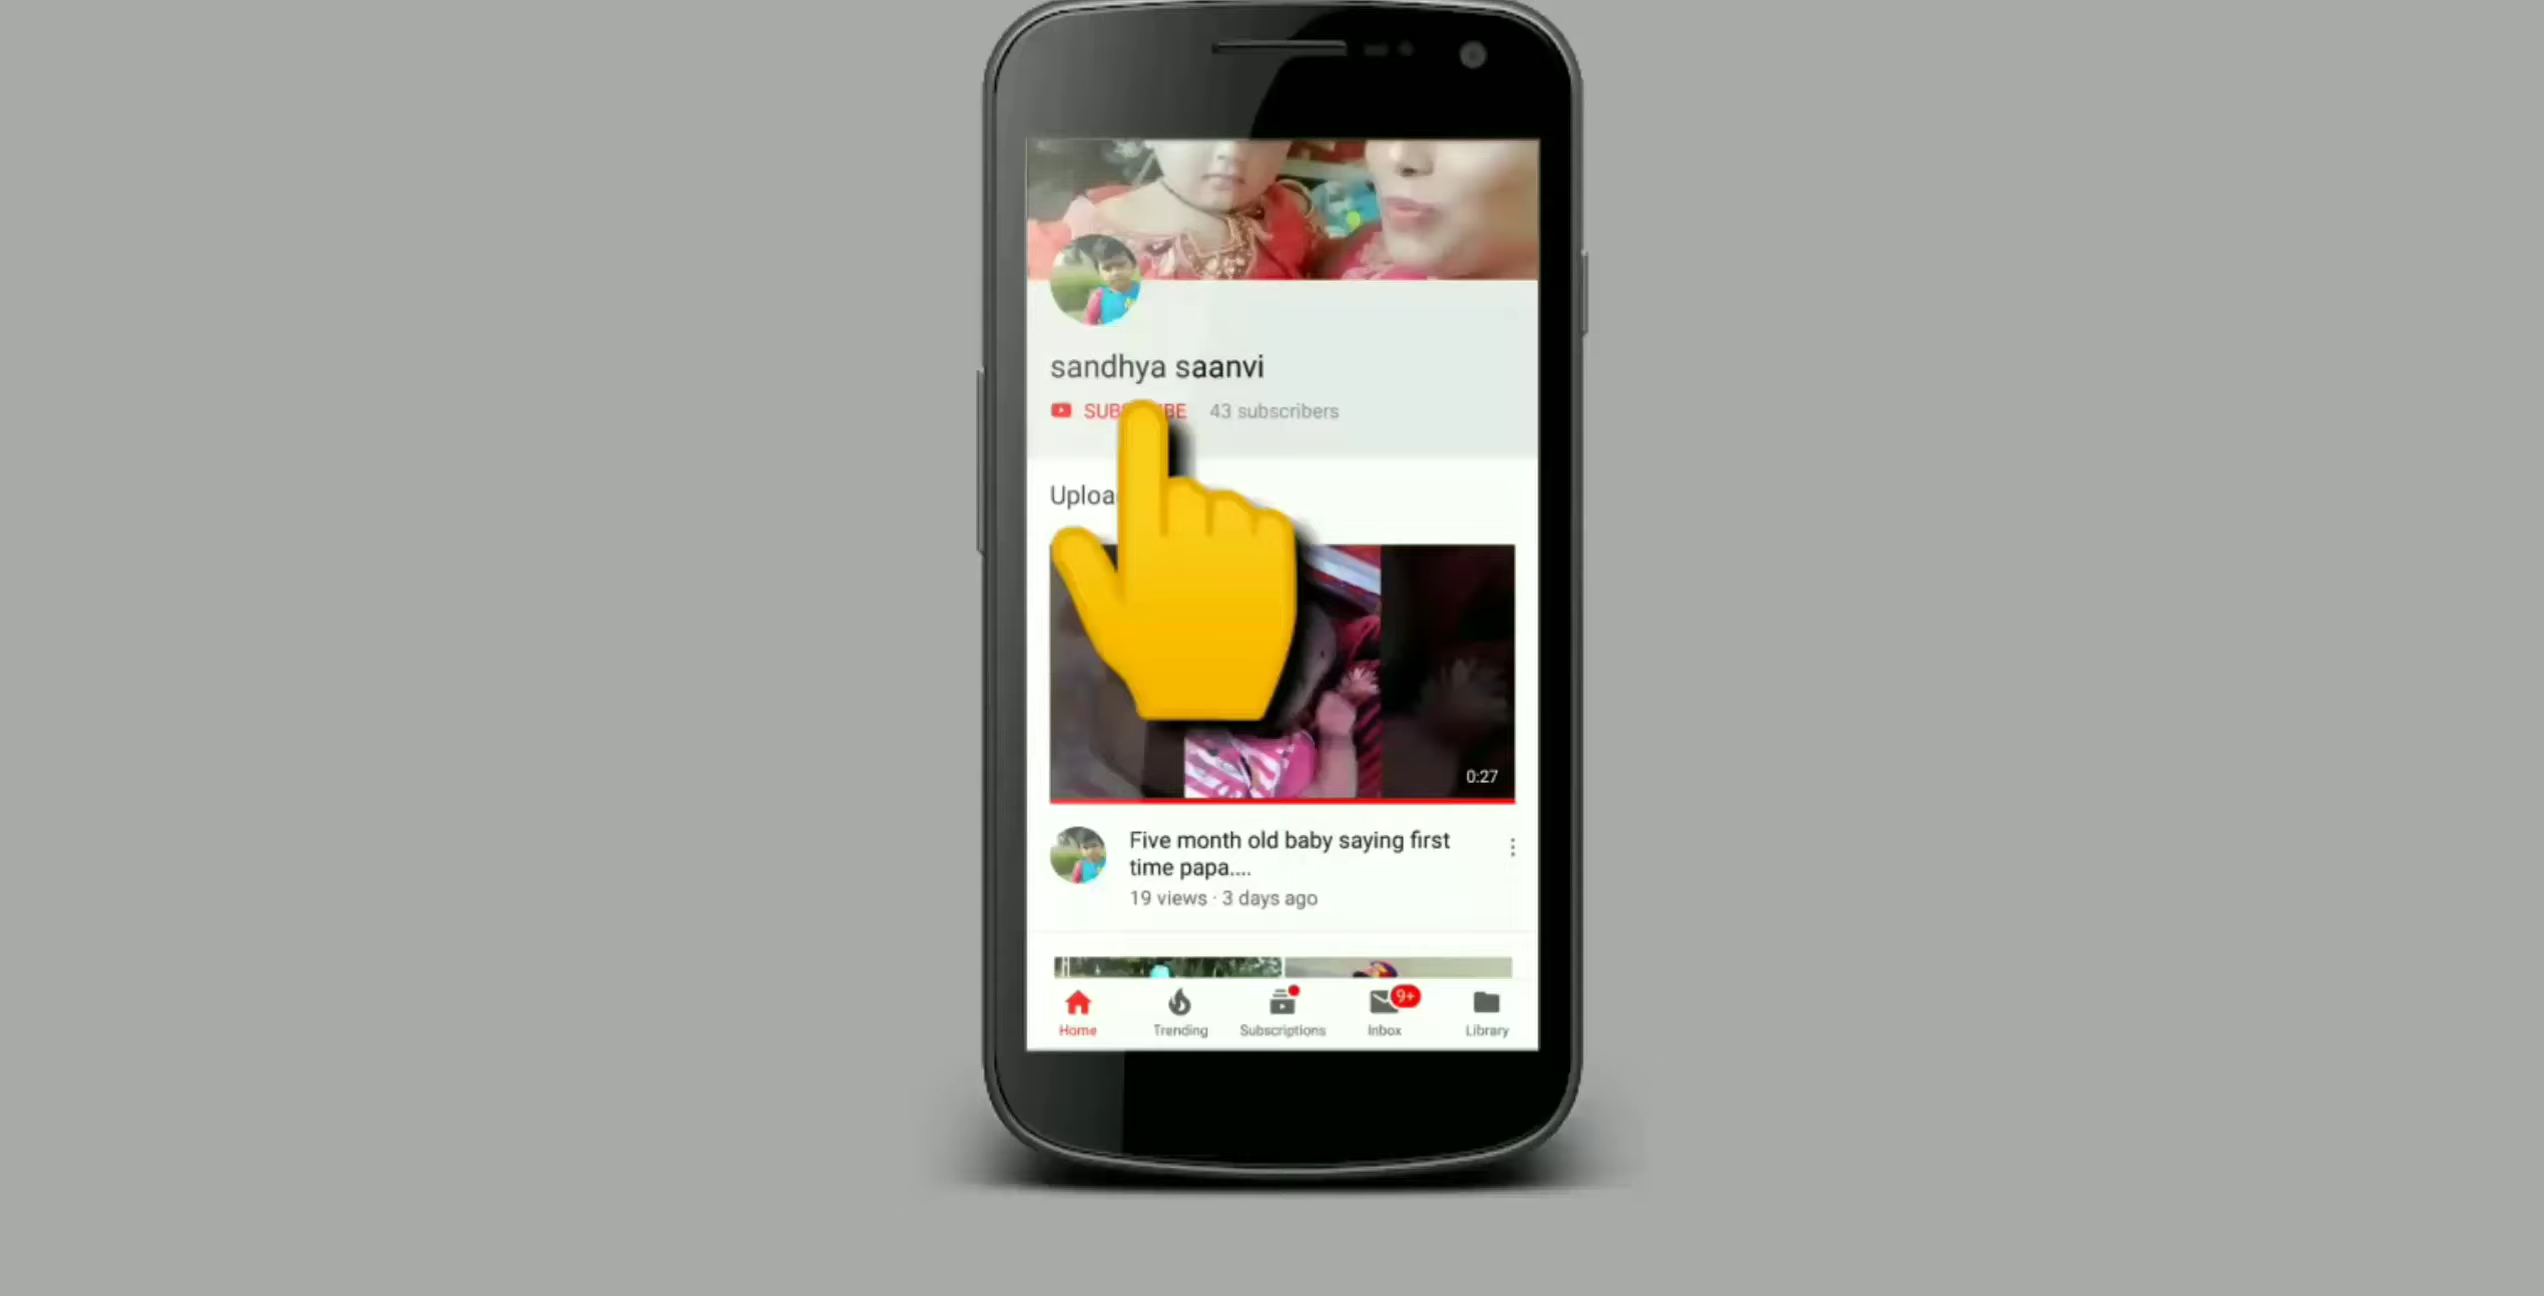 sandhya saanvi
43 subscribers
0:27
Five month old baby saying first
time papa....
19 views · 3 days ago
9+
Home Trending Subscriptions Inbox Library